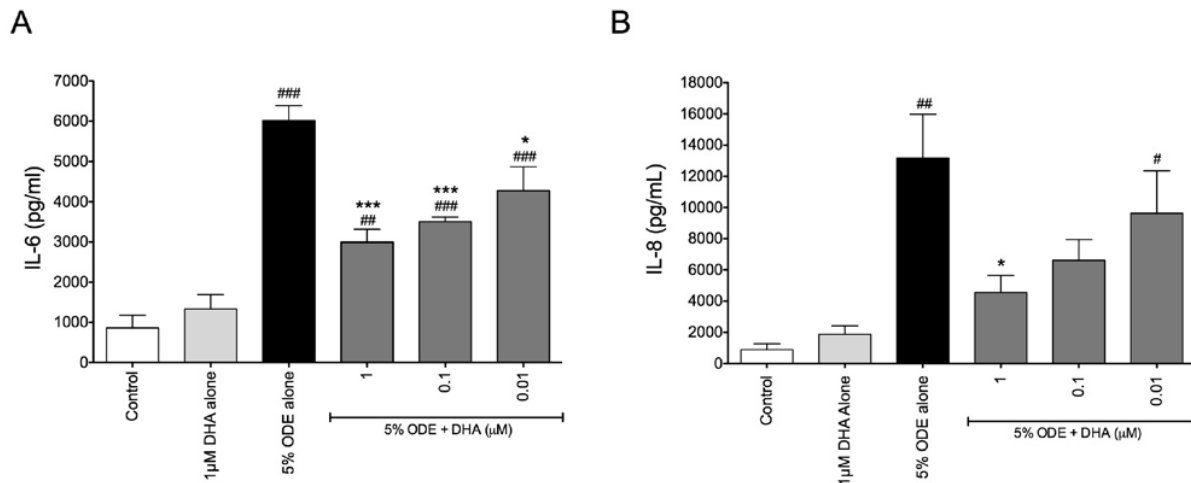 A
IL-6 (pg/ml)
7000
6000
5000
4000
3000
2000
1000
0
###
***
##
***
###
*
###
Control
1µM DHA alone
5% ODE alone
1
0.1
0.01
5% ODE + DHA (µM)
B
IL-8 (pg/mL)
18000
16000
14000
12000
10000
8000
6000
4000
2000
0
##
*
#
Control
1µM DHA Alone
5% ODE alone
1
0.1
0.01
5% ODE + DHA (µM)